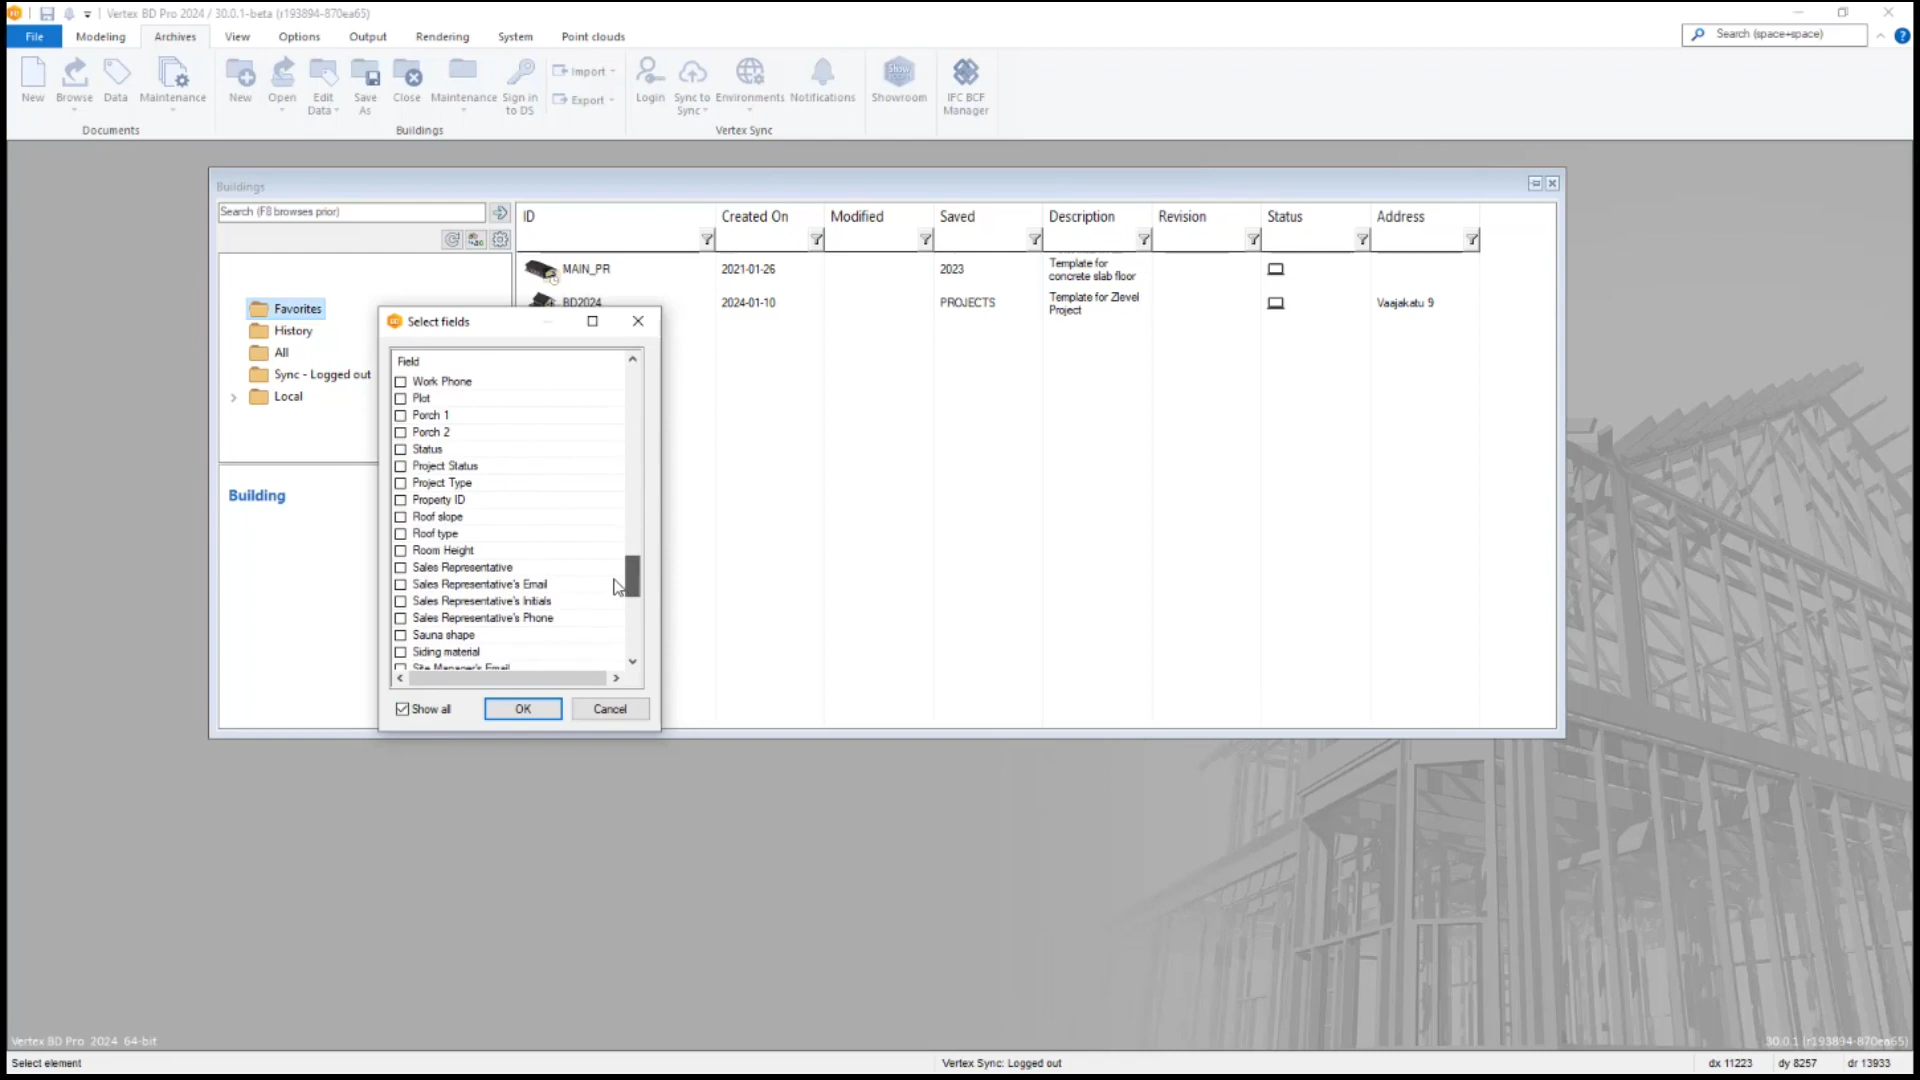 Vertex BD Pro 2024 / 30.0.1-beta (r193894-870ea65)
File Modeling Archives View Options Output Rendering System Point clouds
Search (space+space)
New Browse Data Maintenance
Documents
New Open Edit Data Save As Close Maintenance Sign in to DS Import Export
Buildings
Login Sync to Sync Environments Notifications
Vertex Sync
Show
Showroom
IFC BCF Manager
Buildings
Search (F8 browses prior)
ID Created On Modified Saved Description Revision Status Address
MAIN_PR 2021-01-26 2023 Template for concrete slab floor
BD2024 2024-01-10 PROJECTS Template for Zlevel Project Vaajakatu 9
Favorites
History
All
Sync - Logged out
Local
Building
Select fields
Field
Work Phone
Plot
Porch 1
Porch 2
Status
Project Status
Project Type
Property ID
Roof slope
Roof type
Room Height
Sales Representative
Sales Representative's Email
Sales Representative's Initials
Sales Representative's Phone
Sauna shape
Siding material
Site Manager's Email
Show all OK Cancel
Vertex BD Pro 2024 64-bit
30.0.1 (r193894-870ea65)
Select element
Vertex Sync: Logged out
dx 11223 dy 8257 dr 13933